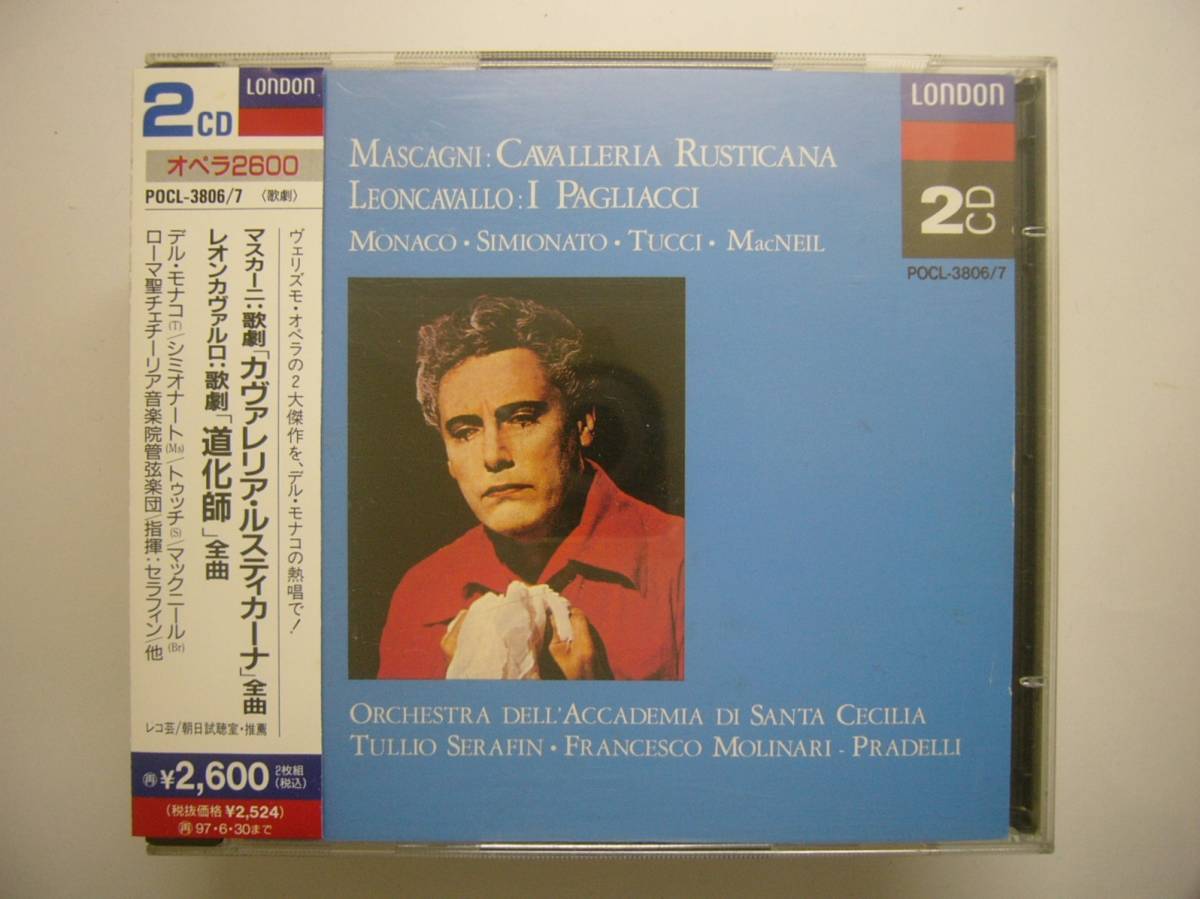 2CD
LONDON
オペラ2600
POCL-3806/7 〈歌劇〉
ヴェリズモ・オペラの2大傑作を、デル・モナコの熱唱で!
マスカーニ:歌劇「カヴァレリア・ルスティカーナ」全曲
レオンカヴァルロ:歌劇「道化師」全曲
デル・モナコ(T)/シミオナート(Ms)/トゥッチ(S)/マックニール(Br)
ローマ聖チェチーリア音楽院管弦楽団/指揮:セラフィン/他
レコ芸/朝日試聴室・推薦
再 ¥2,600 2枚組(税込)
(税抜価格 ¥2,524)
再 97・6・30まで
MASCAGNI: CAVALLERIA RUSTICANA
LEONCAVALLO: I PAGLIACCI
MONACO · SIMIONATO · TUCCI · MACNEIL
LONDON
2CD
POCL-3806/7
ORCHESTRA DELL'ACCADEMIA DI SANTA CECILIA
TULLIO SERAFIN · FRANCESCO MOLINARI - PRADELLI